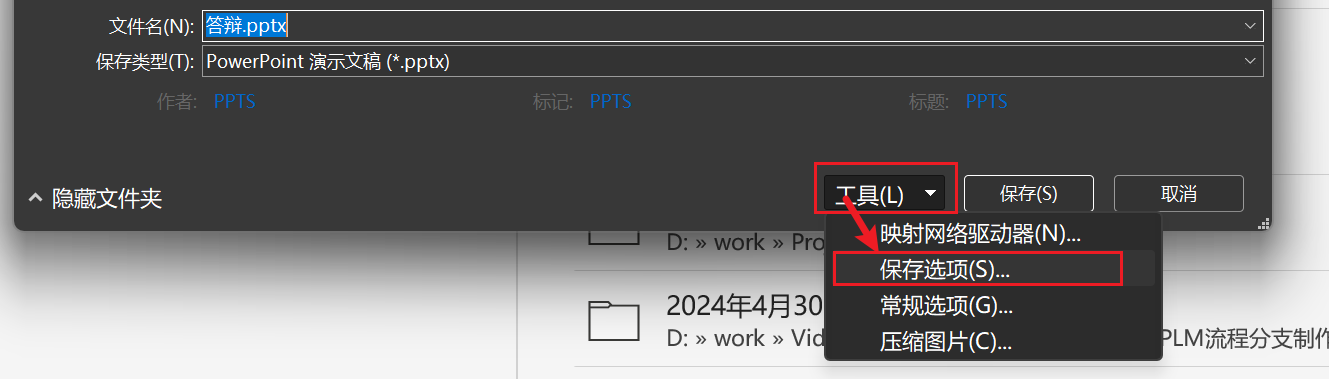 文件名(N): 答辩.pptx
保存类型(T): PowerPoint 演示文稿 (*.pptx)
作者: PPTS 标记: PPTS 标题: PPTS
隐藏文件夹 工具(L) 保存(S) 取消
映射网络驱动器(N)...
D: » work » Pro
保存选项(S)...
2024年4月30
常规选项(G)...
D: » work » Vid PLM流程分支制作
压缩图片(C)...